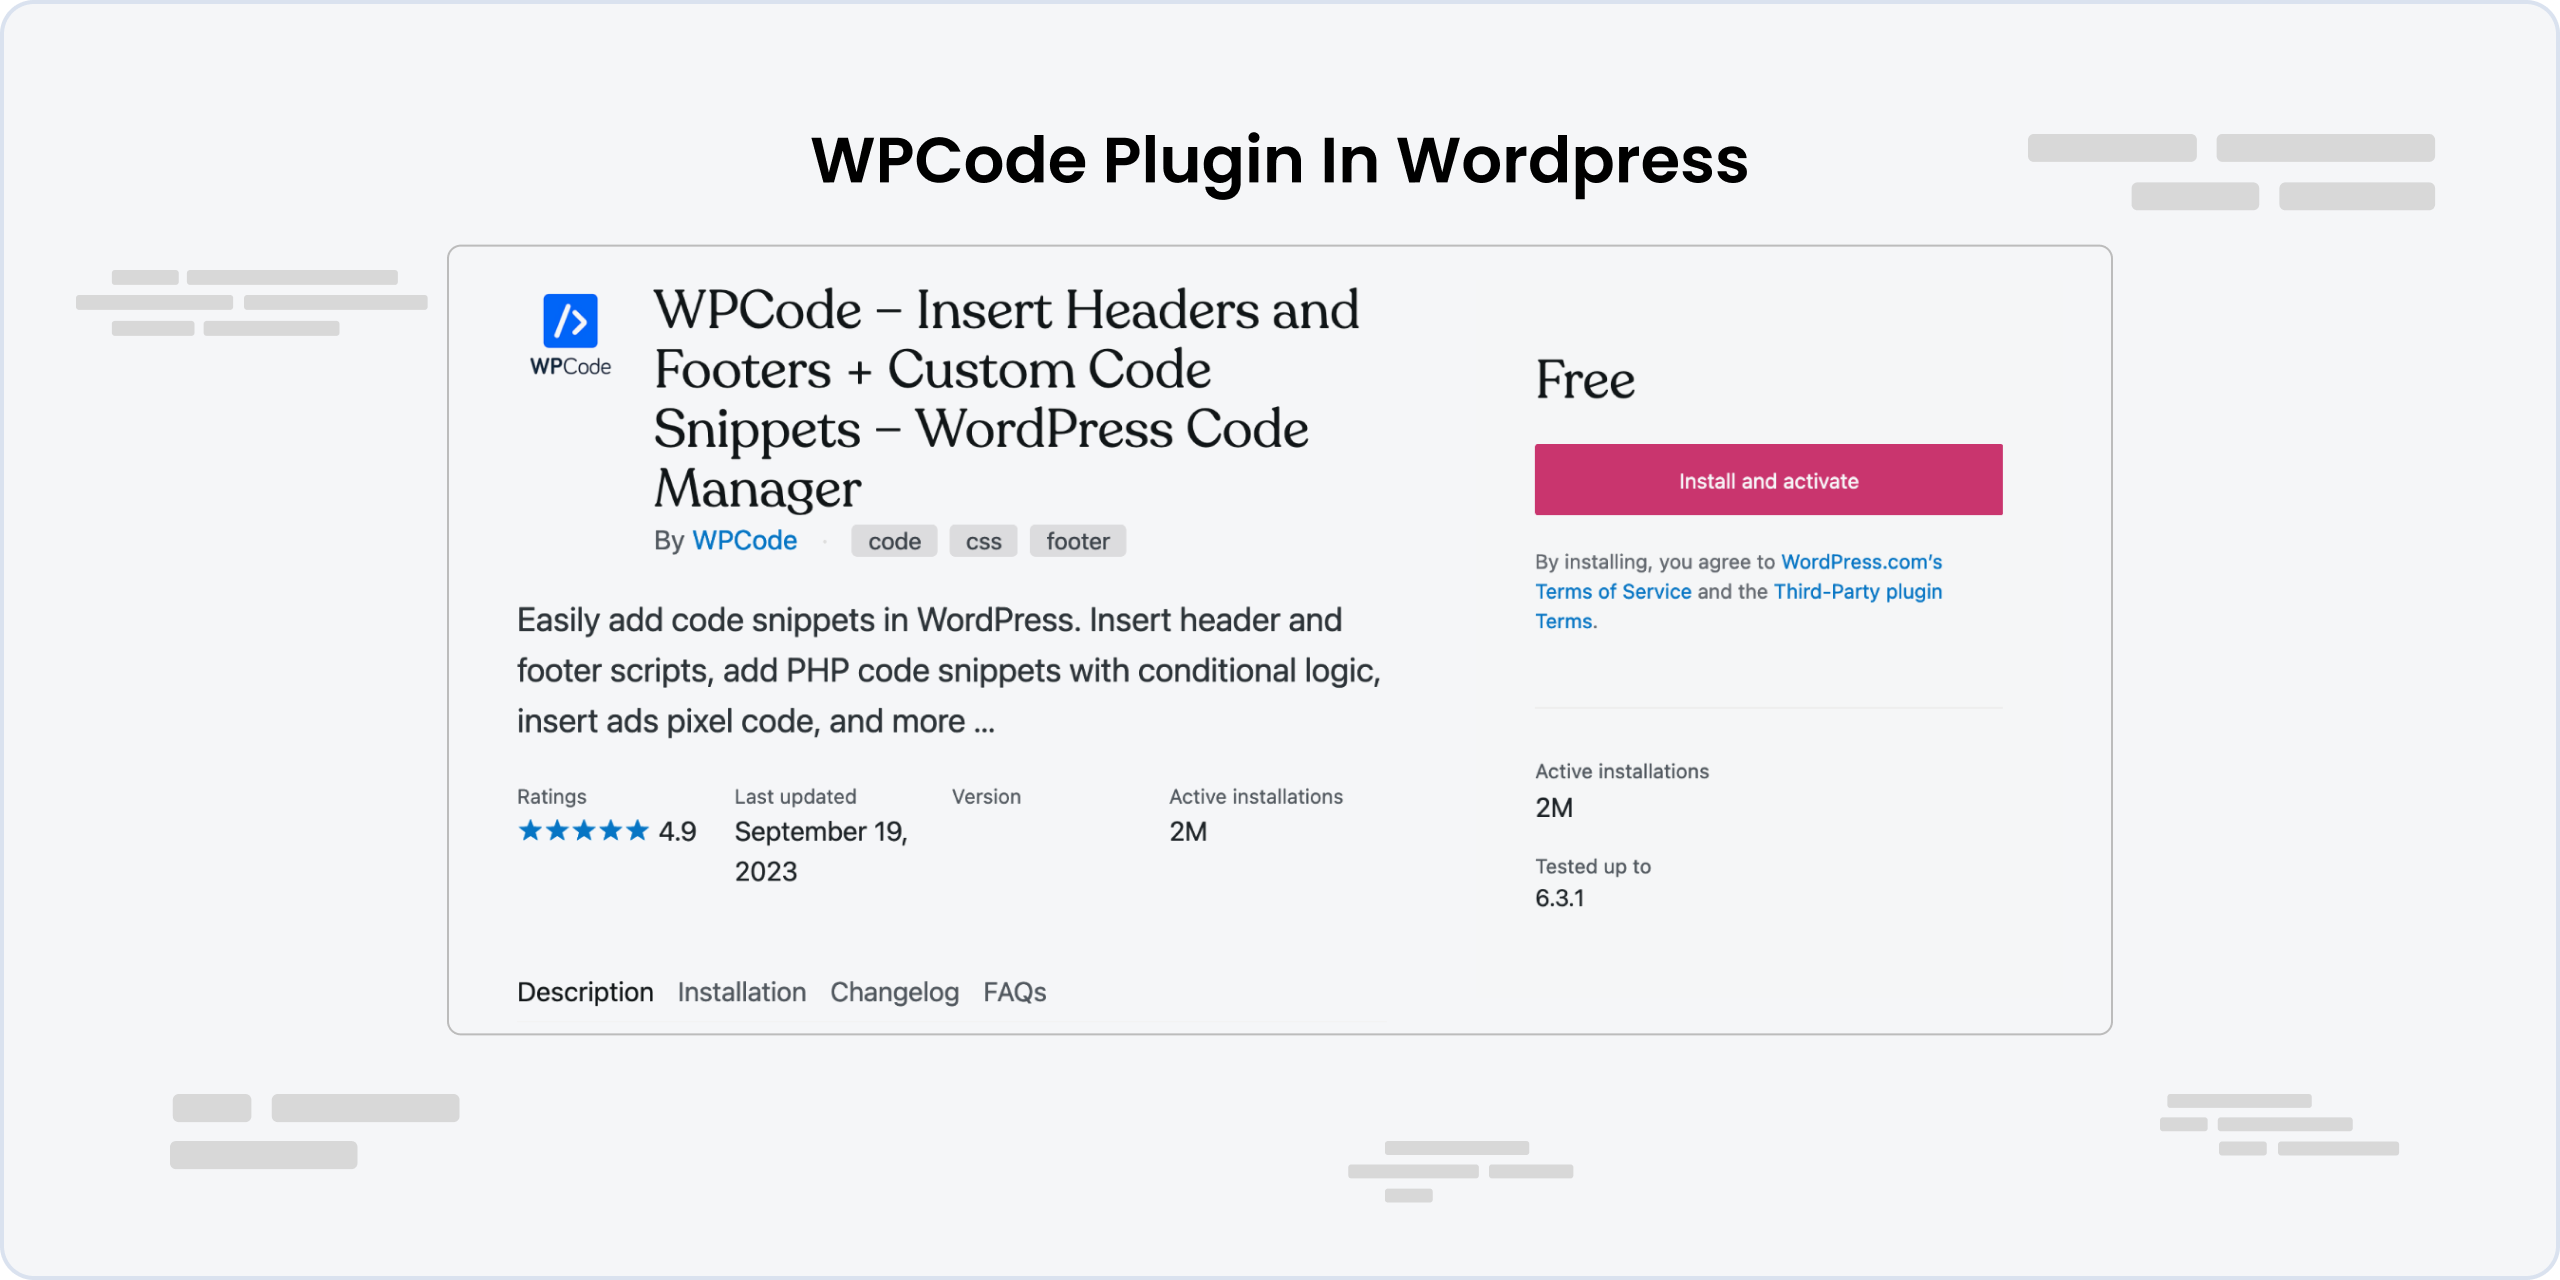 WPCode Plugin In Wordpress
WPCode
WPCode – Insert Headers and
Footers + Custom Code
Snippets – WordPress Code
Manager
By WPCode · code css footer
Easily add code snippets in WordPress. Insert header and
footer scripts, add PHP code snippets with conditional logic,
insert ads pixel code, and more ...
Ratings
4.9
Last updated
September 19,
2023
Version
Active installations
2M
Description Installation Changelog FAQs
Free
Install and activate
By installing, you agree to WordPress.com’s
Terms of Service and the Third-Party plugin
Terms.
Active installations
2M
Tested up to
6.3.1